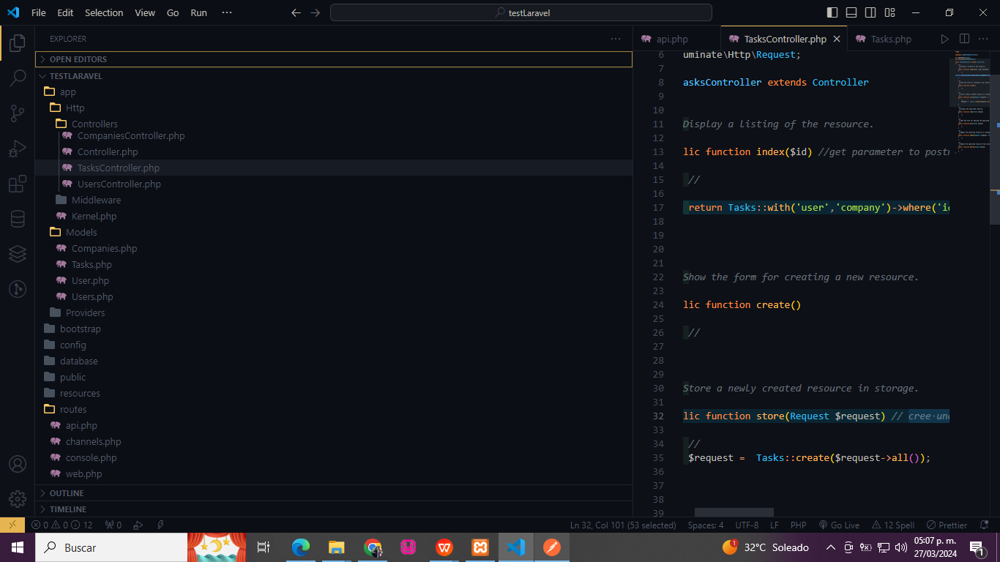 File Edit Selection View Go Run ···
testLaravel
EXPLORER
OPEN EDITORS
TESTLARAVEL
app
Http
Controllers
CompaniesController.php
Controller.php
TasksController.php
UsersController.php
Middleware
Kernel.php
Models
Companies.php
Tasks.php
User.php
Users.php
Providers
bootstrap
config
database
public
resources
routes
api.php
channels.php
console.php
web.php
OUTLINE
TIMELINE
api.php TasksController.php Tasks.php
6 uminate\Http\Request;
7
8 asksController extends Controller
9
10
11 Display a listing of the resource.
12
13 lic function index($id) //get parameter to postm
14
15 //
16
17 return Tasks::with('user','company')->where('id
18
19
20
21
22 Show the form for creating a new resource.
23
24 lic function create()
25
26 //
27
28
29
30 Store a newly created resource in storage.
31
32 lic function store(Request $request) // cree·una
33
34 //
35 $request = Tasks::create($request->all());
36
37
38
39
0 0 12 0 Ln 32, Col 101 (53 selected) Spaces: 4 UTF-8 LF PHP Go Live 12 Spell Prettier
Buscar
1
32°C Soleado
05:07 p. m.
27/03/2024
1